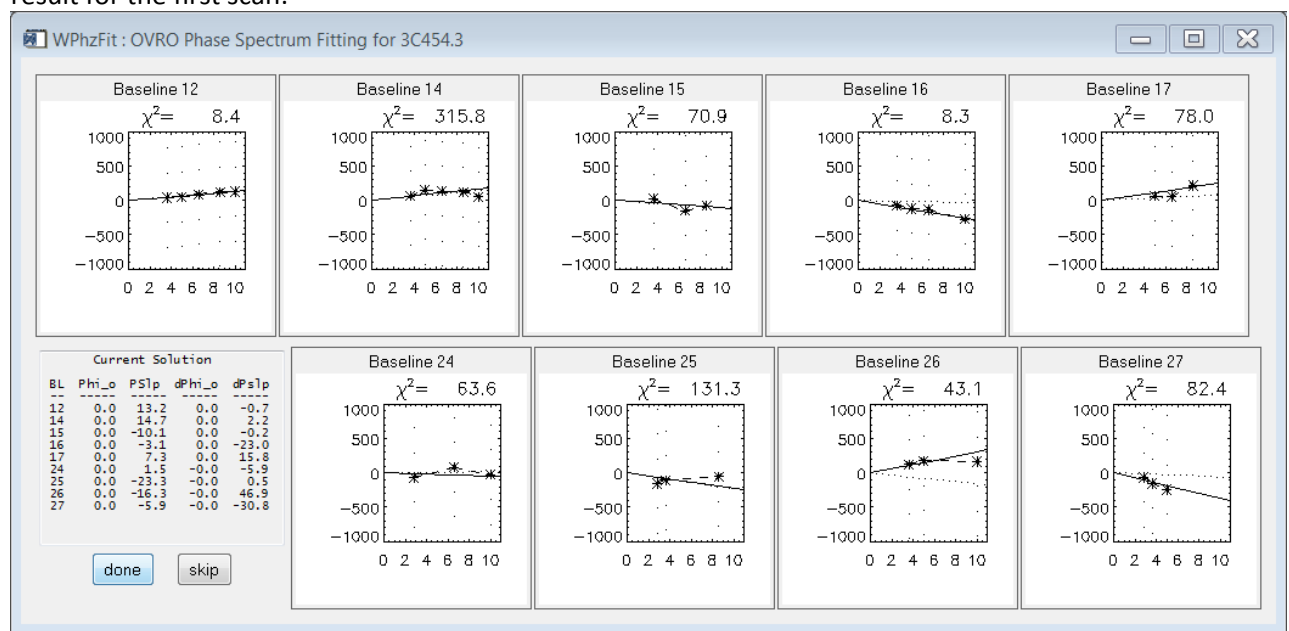 result for the first scan.
WPhzFit : OVRO Phase Spectrum Fitting for 3C454.3
Baseline 12
χ²= 8.4
1000
500
0
−500
−1000
0 2 4 6 8 10
Baseline 14
χ²= 315.8
1000
500
0
−500
−1000
0 2 4 6 8 10
Baseline 15
χ²= 70.9
1000
500
0
−500
−1000
0 2 4 6 8 10
Baseline 16
χ²= 8.3
1000
500
0
−500
−1000
0 2 4 6 8 10
Baseline 17
χ²= 78.0
1000
500
0
−500
−1000
0 2 4 6 8 10
Current Solution
BL Phi_o PSlp dPhi_o dPslp
-- ----- ----- ----- -----
12 0.0 13.2 0.0 -0.7
14 0.0 14.7 0.0 2.2
15 0.0 -10.1 0.0 -0.2
16 0.0 -3.1 0.0 -23.0
17 0.0 7.3 0.0 15.8
24 0.0 1.5 -0.0 -5.9
25 0.0 -23.3 -0.0 0.5
26 0.0 -16.3 -0.0 46.9
27 0.0 -5.9 -0.0 -30.8
done skip
Baseline 24
χ²= 63.6
1000
500
0
−500
−1000
0 2 4 6 8 10
Baseline 25
χ²= 131.3
1000
500
0
−500
−1000
0 2 4 6 8 10
Baseline 26
χ²= 43.1
1000
500
0
−500
−1000
0 2 4 6 8 10
Baseline 27
χ²= 82.4
1000
500
0
−500
−1000
0 2 4 6 8 10